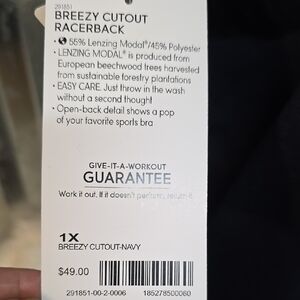 291851
BREEZY CUTOUT
RACERBACK
• 55% Lenzing Modal®/45% Polyester
• LENZING MODAL® is produced from
European beechwood trees harvested
from sustainable forestry plantations
• EASY CARE. Just throw in the wash
without a second thought
• Open-back detail shows a pop
of your favorite sports bra
GIVE-IT-A-WORKOUT
GUARANTEE
Work it out. If it doesn't perform, return it.
1X
BREEZY CUTOUT-NAVY
$49.00
291851-00-2-0006 185278500060